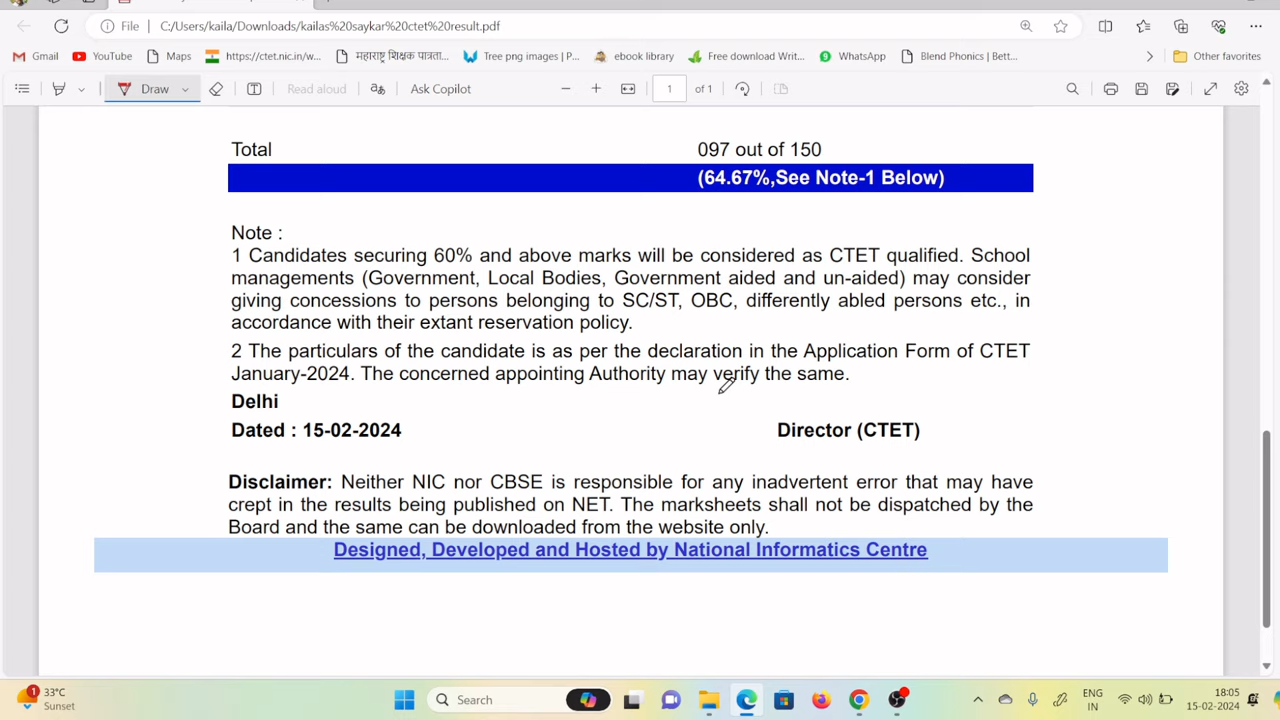 File C:/Users/kaila/Downloads/kailas%20saykar%20ctet%20result.pdf
Gmail YouTube Maps https://ctet.nic.in/w... महाराष्ट्र शिक्षक पात्रता... Tree png images | P... ebook library Free download Writ... WhatsApp Blend Phonics | Bett... Other favorites
Draw Read aloud Ask Copilot 1 of 1
Total 097 out of 150
(64.67%,See Note-1 Below)
Note :
1 Candidates securing 60% and above marks will be considered as CTET qualified. School
managements (Government, Local Bodies, Government aided and un-aided) may consider
giving concessions to persons belonging to SC/ST, OBC, differently abled persons etc., in
accordance with their extant reservation policy.
2 The particulars of the candidate is as per the declaration in the Application Form of CTET
January-2024. The concerned appointing Authority may verify the same.
Delhi
Dated : 15-02-2024 Director (CTET)
Disclaimer: Neither NIC nor CBSE is responsible for any inadvertent error that may have
crept in the results being published on NET. The marksheets shall not be dispatched by the
Board and the same can be downloaded from the website only.
Designed, Developed and Hosted by National Informatics Centre
1 33°C
Sunset
Search
ENG
IN
18:05
15-02-2024